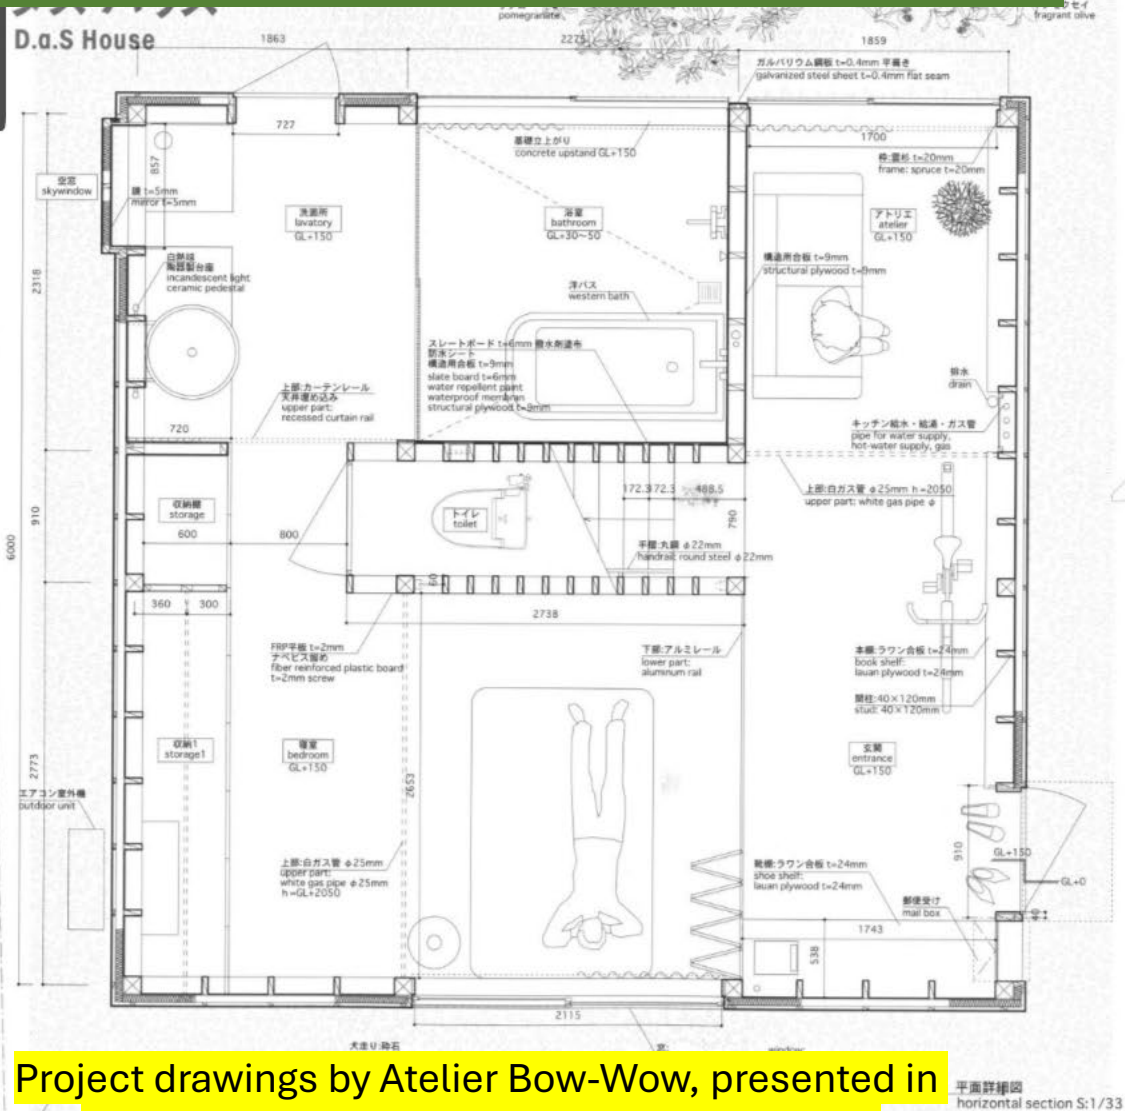 D.a.S House
pomegranate
fragrant olive
1863
2275
1859
ガルバリウム鋼板 t=0.4mm 平葺き
galvanized steel sheet t=0.4mm flat seam
727
1700
857
基礎立上がり
concrete upstand GL+150
枠:雲杉 t=20mm
frame: spruce t=20mm
空窓
skywindow
鏡 t=5mm
mirror t=5mm
洗面所
lavatory
GL+150
浴室
bathroom
GL+30〜50
アトリエ
atelier
GL+150
白熱球
陶器製台座
incandescent light
ceramic pedestal
構造用合板 t=9mm
structural plywood t=9mm
2318
洋バス
western bath
スレートボード t=6mm 撥水剤塗布
防水シート
構造用合板 t=9mm
slate board t=6mm
water repellent paint
waterproof membran
structural plywood t=9mm
排水
drain
上部:カーテンレール
天井埋め込み
upper part:
recessed curtain rail
720
キッチン給水・給湯・ガス管
pipe for water supply,
hot-water supply, gas
上部:白ガス管 φ25mm h=2050
upper part: white gas pipe φ
収納棚
storage
トイレ
toilet
172.3
172.3
488.5
790
910
6000
600
800
手摺:丸鋼 φ22mm
handrail: round steel φ22mm
60
360
300
2738
FRP平板 t=2mm
ナベビス留め
fiber reinforced plastic board
t=2mm screw
下部:アルミレール
lower part:
aluminum rail
本棚:ラワン合板 t=24mm
book shelf:
lauan plywood t=24mm
間柱:40×120mm
stud: 40×120mm
収納1
storage1
寝室
bedroom
GL+150
玄関
entrance
GL+150
2773
2653
エアコン室外機
outdoor unit
上部:白ガス管 φ25mm
upper part:
white gas pipe φ25mm
h=GL+2050
靴棚:ラワン合板 t=24mm
shoe shelf:
lauan plywood t=24mm
910
GL+150
GL+0
郵便受け
mail box
40
1743
538
2115
犬走り:砕石
窓:
window:
Project drawings by Atelier Bow-Wow, presented in
平面詳細図
horizontal section S:1/33